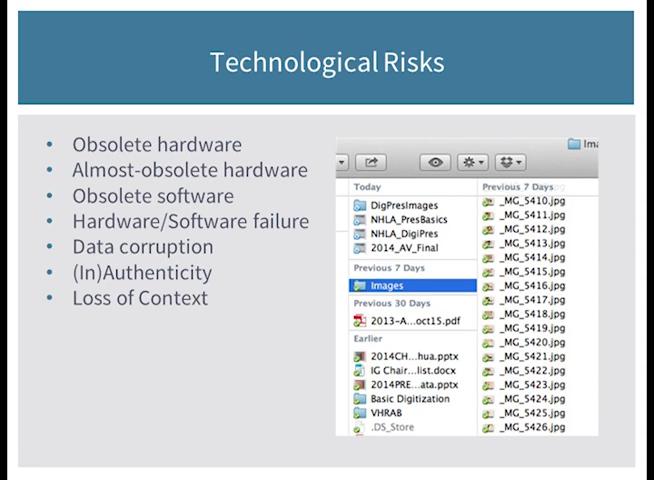 Technological Risks
• Obsolete hardware
• Almost-obsolete hardware
• Obsolete software
• Hardware/Software failure
• Data corruption
• (In)Authenticity
• Loss of Context
Today
DigPresImages
NHLA_PresBasics
NHLA_DigiPres
2014_AV_Final
Previous 7 Days
Images
Previous 30 Days
2013-A...oct15.pdf
Earlier
2014CH...hua.pptx
IG Chair...list.docx
2014PRE...ata.pptx
Basic Digitization
VHRAB
.DS_Store
Ima
Previous 7 Days
_MG_5410.jpg
_MG_5411.jpg
_MG_5412.jpg
_MG_5413.jpg
_MG_5414.jpg
_MG_5415.jpg
_MG_5416.jpg
_MG_5417.jpg
_MG_5418.jpg
_MG_5419.jpg
_MG_5420.jpg
_MG_5421.jpg
_MG_5422.jpg
_MG_5423.jpg
_MG_5424.jpg
_MG_5425.jpg
_MG_5426.jpg